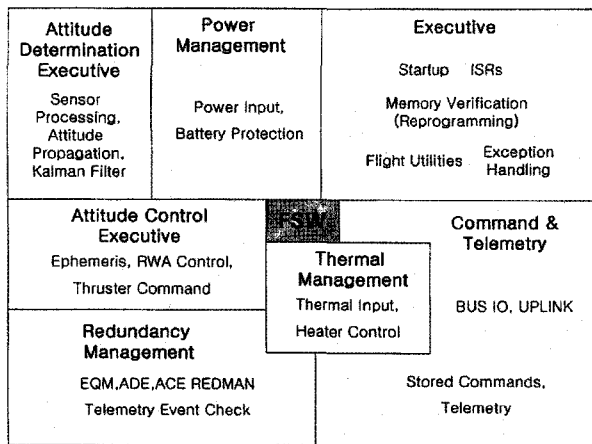 Attitude
Determination
Executive
Sensor
Processing,
Attitude
Propagation,
Kalman Filter
Power
Management
Power Input,
Battery Protection
Executive
Startup ISRs
Memory Verification
(Reprogramming)
Flight Utilities Exception
Handling
Attitude Control
Executive
Ephemeris, RWA Control,
Thruster Command
FSW
Thermal
Management
Thermal Input,
Heater Control
Command &
Telemetry
BUS IO, UPLINK
Stored Commands,
Telemetry
Redundancy
Management
EQM,ADE,ACE REDMAN
Telemetry Event Check